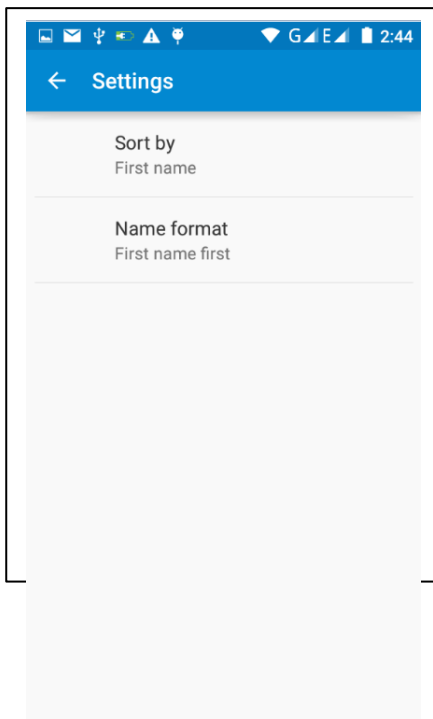 G E 2:44
Settings
Sort by
First name
Name format
First name first